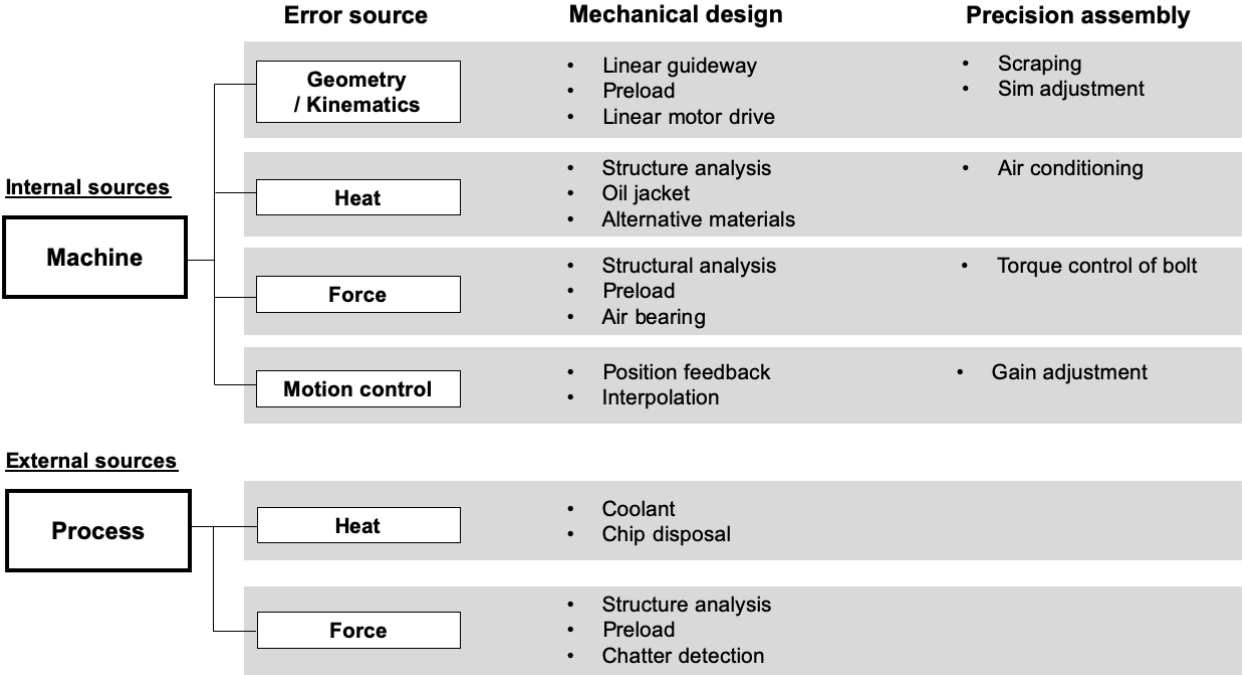 Error source
Mechanical design
Precision assembly
Internal sources
Machine
Geometry
/ Kinematics
• Linear guideway
• Preload
• Linear motor drive
• Scraping
• Sim adjustment
Heat
• Structure analysis
• Oil jacket
• Alternative materials
• Air conditioning
Force
• Structural analysis
• Preload
• Air bearing
• Torque control of bolt
Motion control
• Position feedback
• Interpolation
• Gain adjustment
External sources
Process
Heat
• Coolant
• Chip disposal
Force
• Structure analysis
• Preload
• Chatter detection